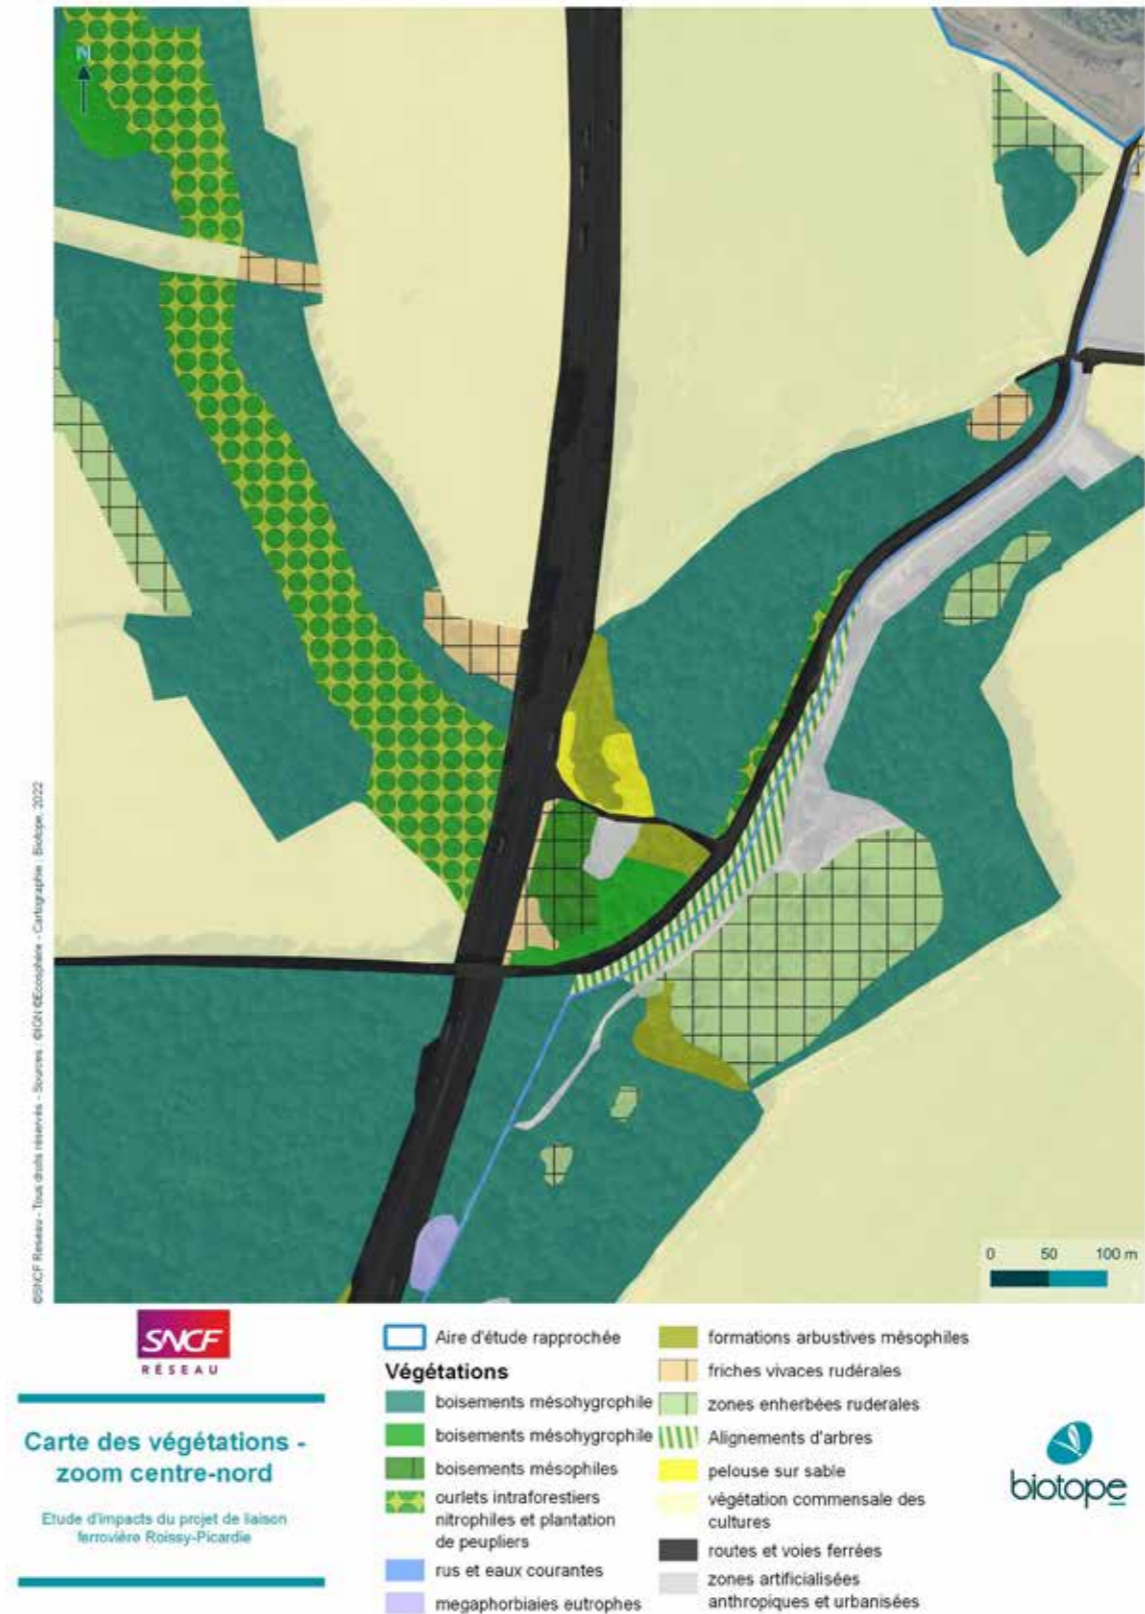 N
©SNCF Reseau - Tous droits réservés - Sources : ©IGN ©Ecosphère - Cartographie : Biotope, 2022
0 50 100 m
SNCF
RÉSEAU
Carte des végétations -
zoom centre-nord
Etude d'impacts du projet de liaison
ferrovière Roissy-Picardie
Aire d'étude rapprochée
Végétations
boisements mésohygrophile
boisements mésohygrophile
boisements mésophiles
ourlets intraforestiers
nitrophiles et plantation
de peupliers
rus et eaux courantes
megaphorbiaies eutrophes
formations arbustives mésophiles
friches vivaces rudérales
zones enherbées ruderales
Alignements d'arbres
pelouse sur sable
végétation commensale des
cultures
routes et voies ferrées
zones artificialisées
anthropiques et urbanisées
biotope